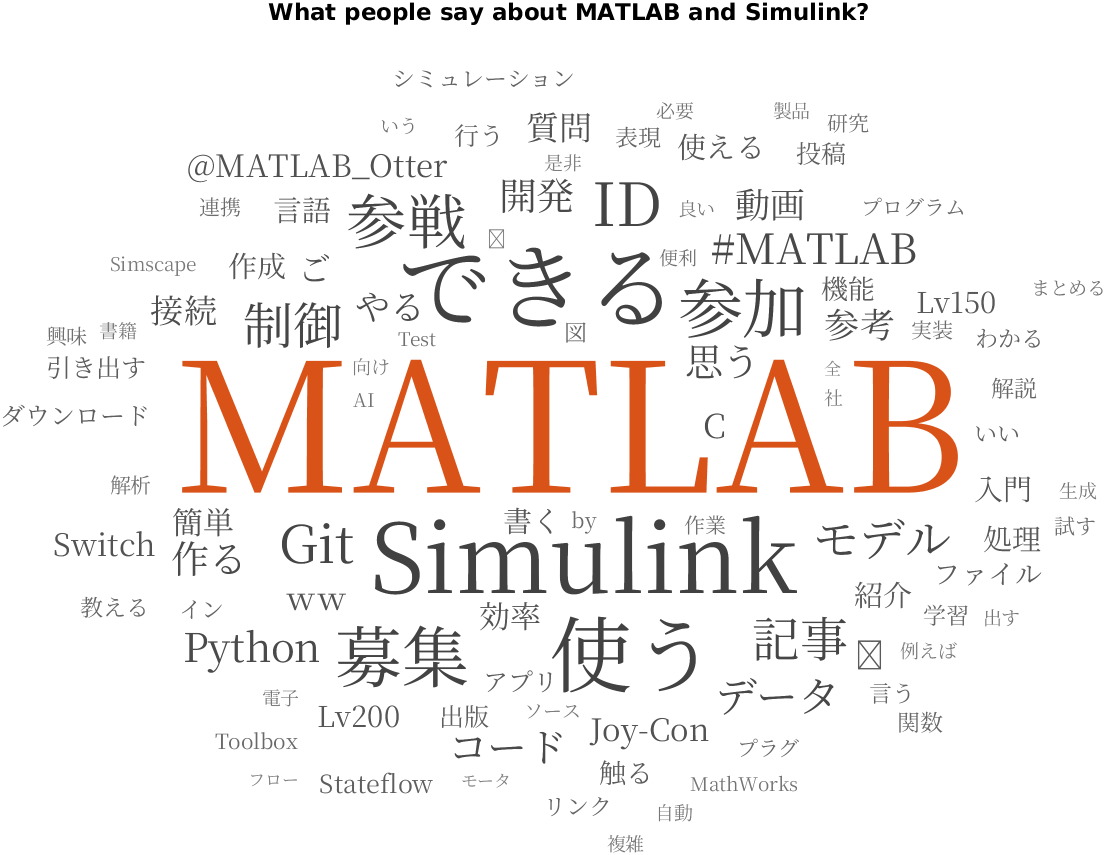 What people say about MATLAB and Simulink?
シミュレーション
必要
製品
いう
行う
質問
表現
使える
研究
投稿
@MATLAB_Otter
是非
連携
言語
参戦
開発
ID
良い
動画
プログラム
Simscape
作成
ご
できる
便利
#MATLAB
接続
制御
やる
参加
機能
Lv150
まとめる
興味
書籍
Test
図
参考
実装
わかる
引き出す
向け
思う
全
解説
ダウンロード
AI
社
C
いい
MATLAB
解析
入門
生成
Switch
簡単
作る
Git
書く
by
作業
Simulink
モデル
処理
試す
ファイル
教える
イン
ww
効率
紹介
学習
出す
Python
募集
使う
記事
例えば
アプリ
データ
言う
電子
Lv200
出版
ソース
関数
Toolbox
コード
Joy-Con
プラグ
フロー
Stateflow
モータ
触る
MathWorks
リンク
自動
複雑